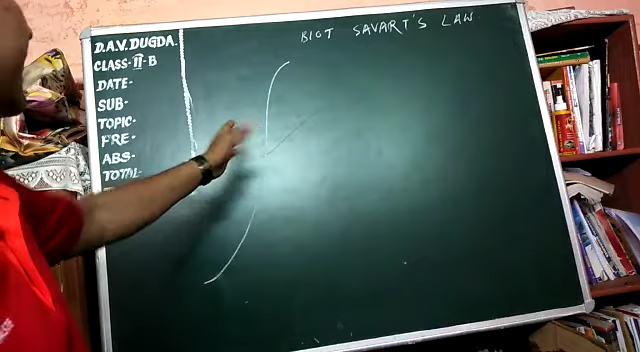 BIOT SAVART'S LAW
D.A.V. DUGDA.
CLASS-II-B
DATE-
SUB-
TOPIC-
PRE-
ABS-
TOTAL-